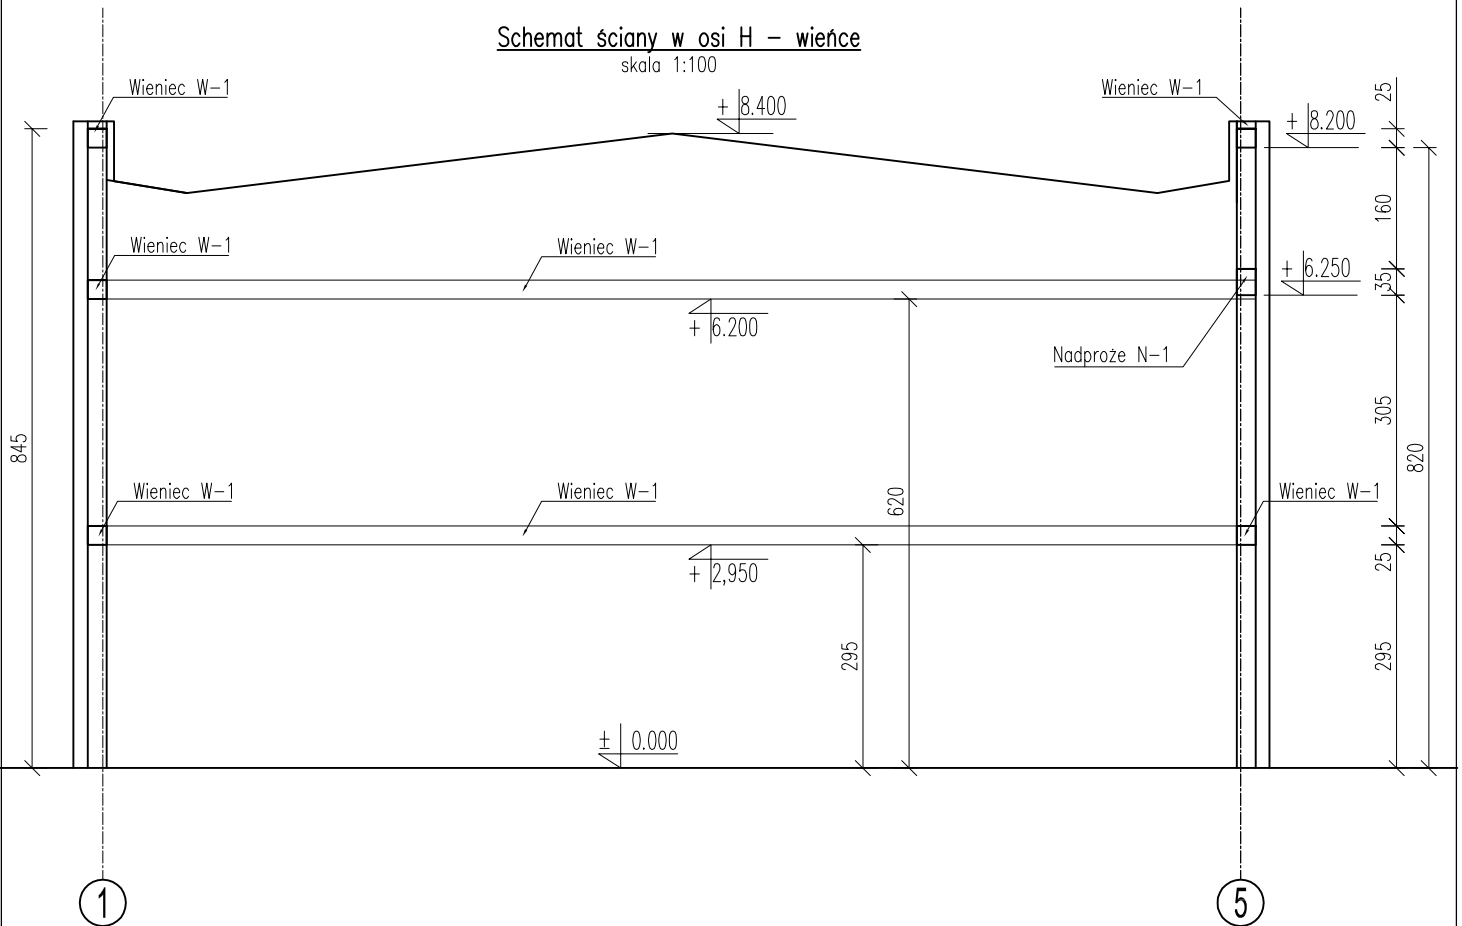 Schemat ściany w osi H – wieńce
skala 1:100
Wieniec W–1
Wieniec W–1
25
+ 8.400
+ 8.200
160
Wieniec W–1
Wieniec W–1
+ 6.250
35
+ 6.200
Nadproże N–1
305
845
820
Wieniec W–1
Wieniec W–1
Wieniec W–1
620
25
+ 2,950
295
295
± 0.000
1
5